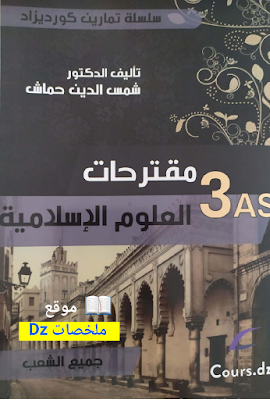 سلسلة تمارين كورديزاد
تأليف الدكتور
شمس الدين حماش
مقترحات
3AS
العلوم الإسلامية
موقع
ملخصات Dz
جميع الشعب
Cours.dz